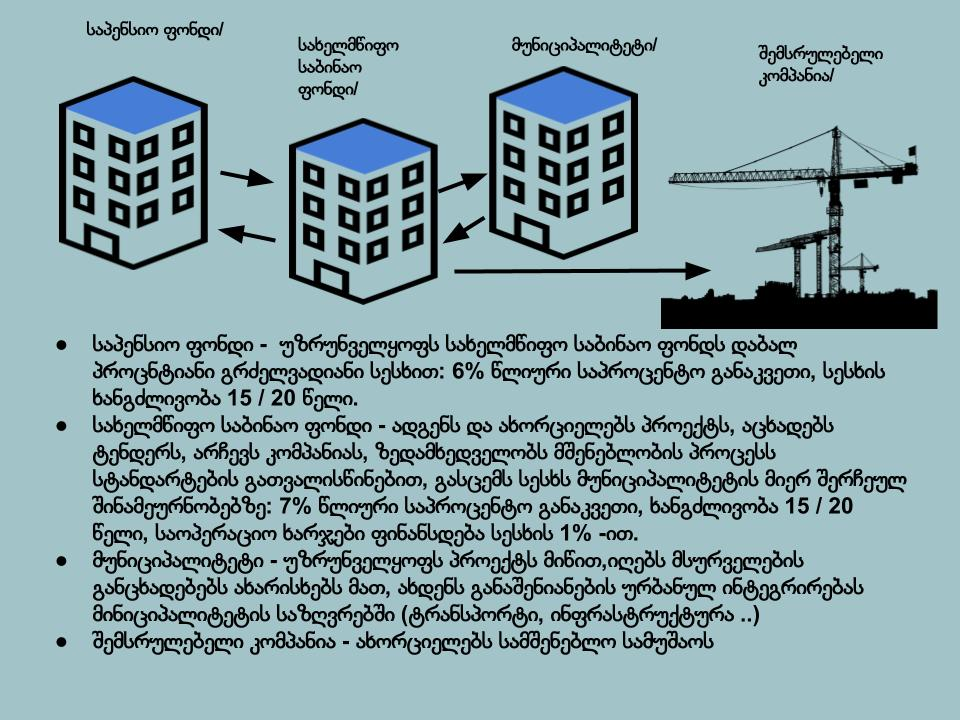 საპენსიო ფონდი/
სახელმწიფო
საბინაო
ფონდი/
მუნიციპალიტეტი/
შემსრულებელი
კომპანია/
● საპენსიო ფონდი - უზრუნველყოფს სახელმწიფო საბინაო ფონდს დაბალ
პროცნტიანი გრძელვადიანი სესხით: 6% წლიური საპროცენტო განაკვეთი, სესხის
ხანგძლივობა 15 / 20 წელი.
● სახელმწიფო საბინაო ფონდი - ადგენს და ახორციელებს პროექტს, აცხადებს
ტენდერს, არჩევს კომპანიას, ზედამხედველობს მშენებლობის პროცესს
სტანდარტების გათვალისწინებით, გასცემს სესხს მუნიციპალიტეტის მიერ შერჩეულ
შინამეურნობებზე: 7% წლიური საპროცენტო განაკვეთი, ხანგძლივობა 15 / 20
წელი, საოპერაციო ხარჯები ფინანსდება სესხის 1% -ით.
● მუნიციპალიტეტი - უზრუნველყოფს პროექტს მიწით,იღებს მსურველების
განცხადებებს ახარისხებს მათ, ახდენს განაშენიანების ურბანულ ინტეგრირებას
მინიციპალიტეტის საზღვრებში (ტრანსპორტი, ინფრასტრუქტურა ..)
● შემსრულებელი კომპანია - ახორციელებს სამშენებლო სამუშაოს